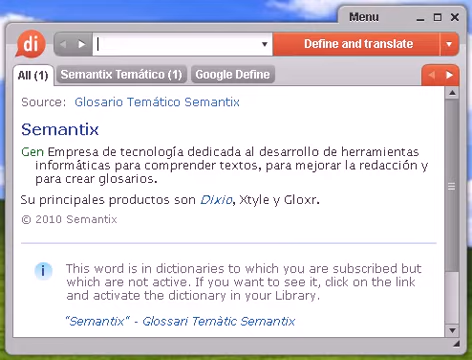 Menu
di
Define and translate
All (1) Semantix Temático (1) Google Define
Source: Glosario Temático Semantix
Semantix
Gen Empresa de tecnología dedicada al desarrollo de herramientas
informáticas para comprender textos, para mejorar la redacción y
para crear glosarios.
Su principales productos son Dixio, Xtyle y Gloxr.
© 2010 Semantix
i
This word is in dictionaries to which you are subscribed but
which are not active. If you want to see it, click on the link
and activate the dictionary in your Library.
"Semantix" - Glossari Temàtic Semantix